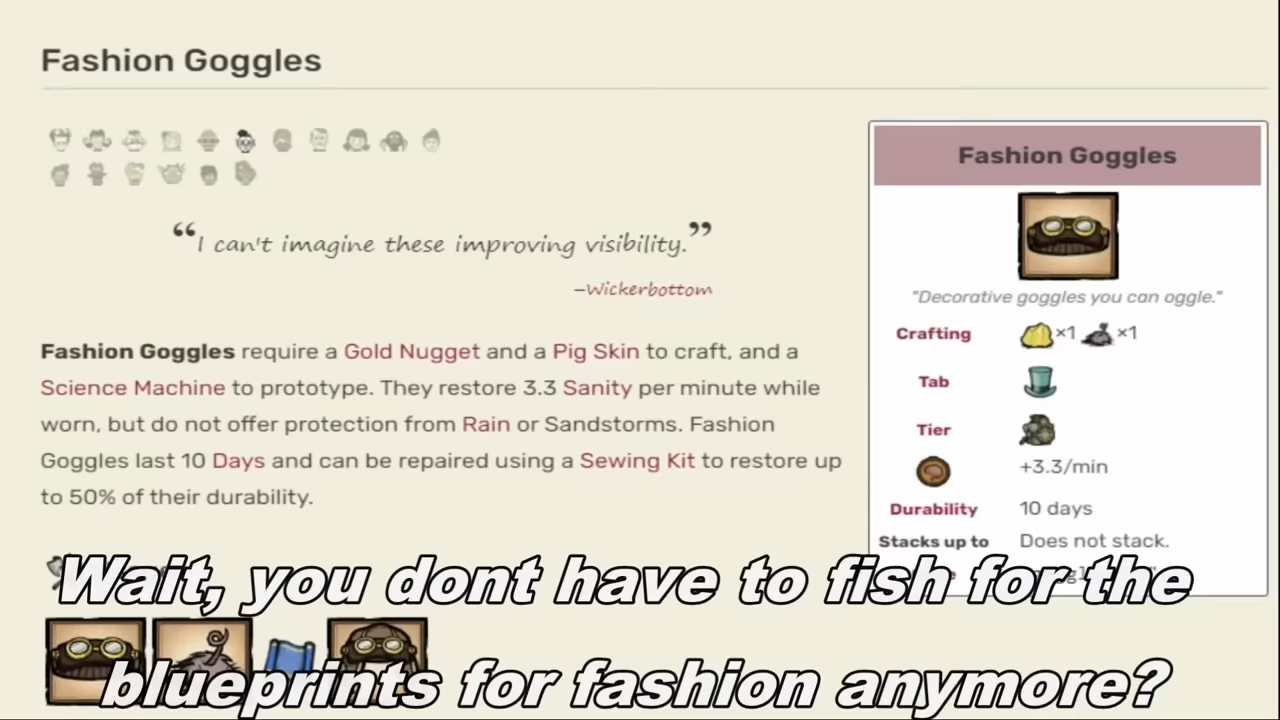 Fashion Goggles
“I can't imagine these improving visibility.”
–Wickerbottom
Fashion Goggles require a Gold Nugget and a Pig Skin to craft, and a
Science Machine to prototype. They restore 3.3 Sanity per minute while
worn, but do not offer protection from Rain or Sandstorms. Fashion
Goggles last 10 Days and can be repaired using a Sewing Kit to restore up
to 50% of their durability.
Fashion Goggles
"Decorative goggles you can oggle."
Crafting ×1 ×1
Tab
Tier
+3.3/min
Durability 10 days
Stacks up to Does not stack.
Wait, you dont have to fish for the
blueprints for fashion anymore?